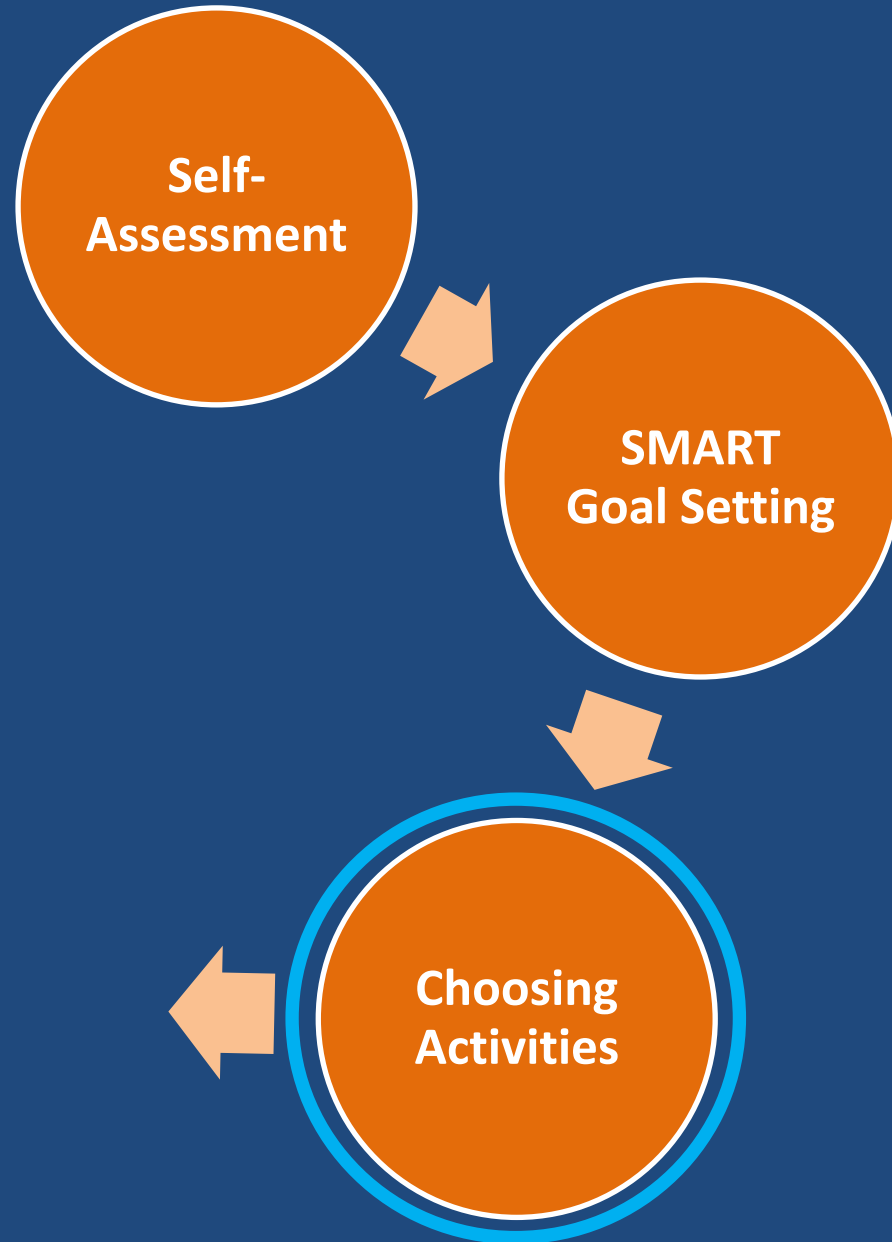 Self-
Assessment
SMART
Goal Setting
Choosing
Activities